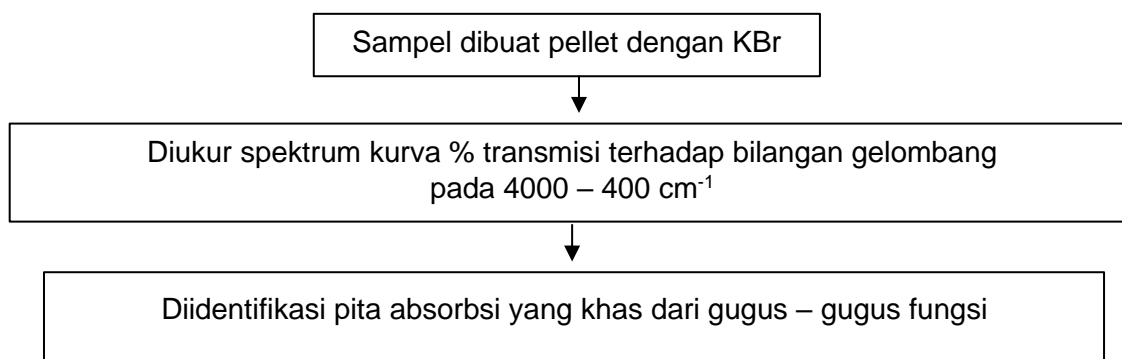 Sampel dibuat pellet dengan KBr
Diukur spektrum kurva % transmisi terhadap bilangan gelombang
pada 4000 – 400 cm⁻¹
Diidentifikasi pita absorbsi yang khas dari gugus – gugus fungsi